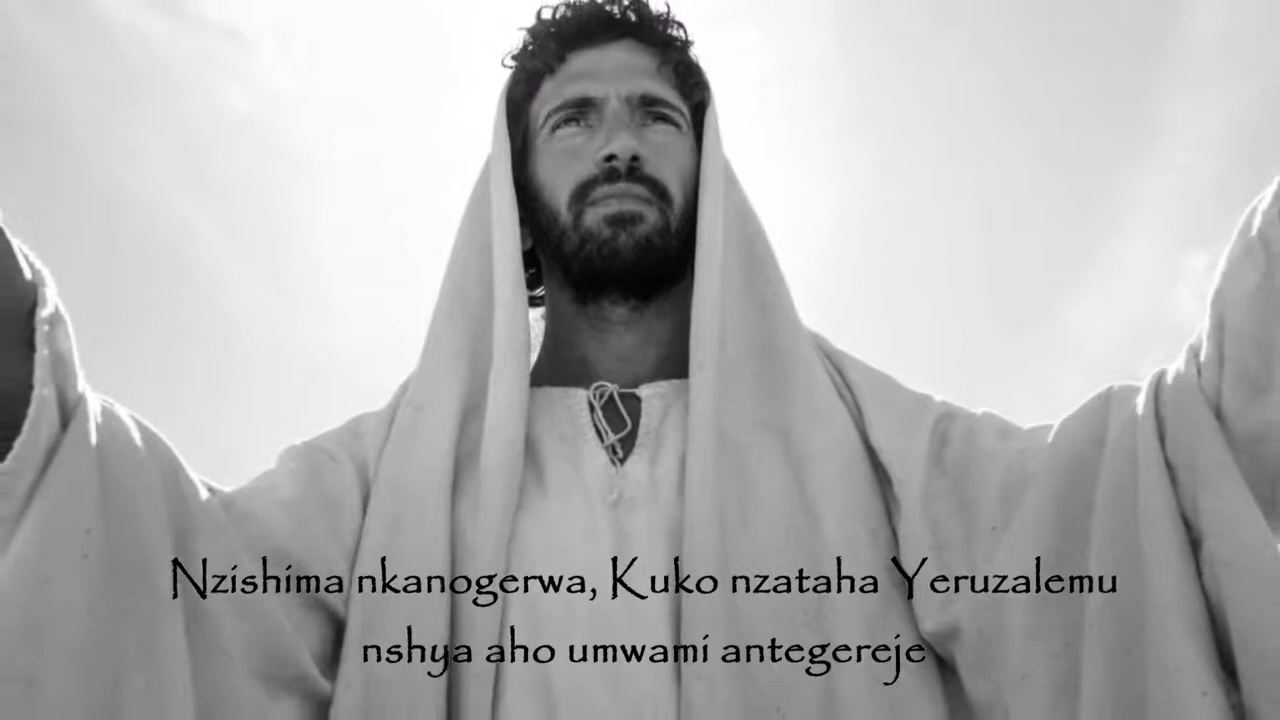 Nzishima nkanogerwa, Kuko nzataha Yeruzalemu
nshya aho umwami antegereje